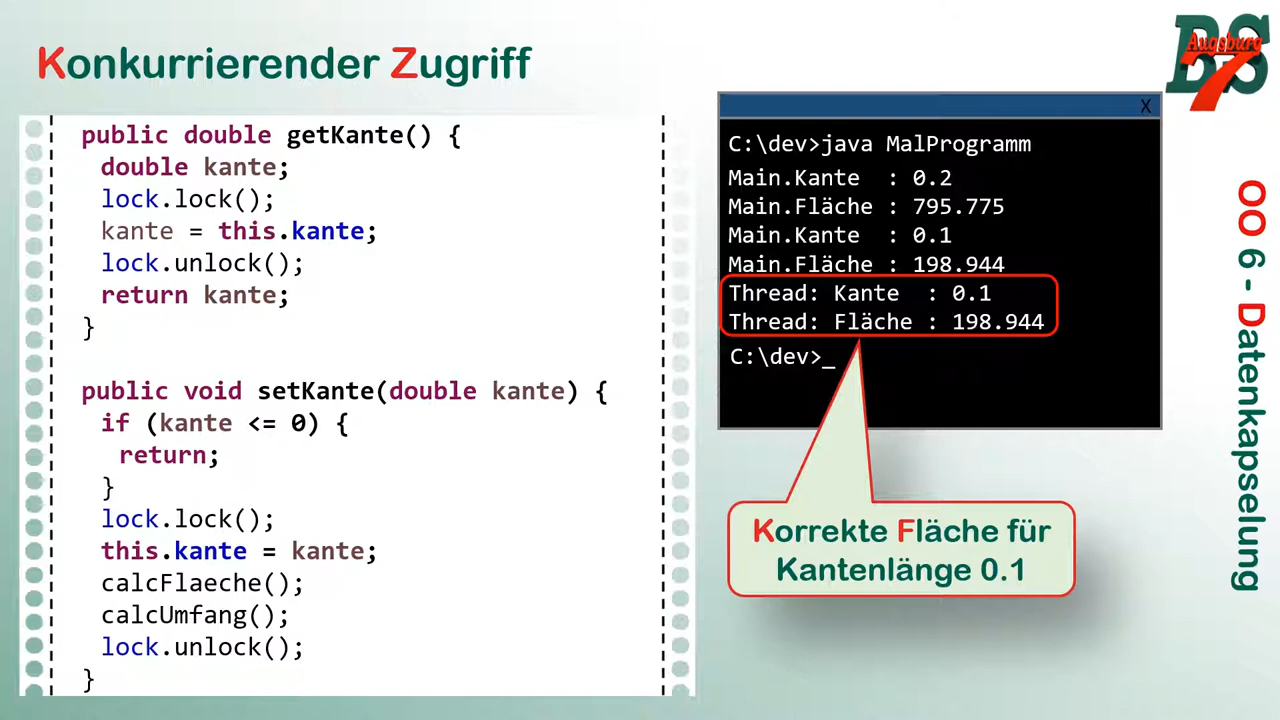 Konkurrierender Zugriff
public double getKante() {
double kante;
lock.lock();
kante = this.kante;
lock.unlock();
return kante;
}
public void setKante(double kante) {
if (kante <= 0) {
return;
}
lock.lock();
this.kante = kante;
calcFlaeche();
calcUmfang();
lock.unlock();
}
X
C:\dev>java MalProgramm
Main.Kante : 0.2
Main.Fläche : 795.775
Main.Kante : 0.1
Main.Fläche : 198.944
Thread: Kante : 0.1
Thread: Fläche : 198.944
C:\dev>_
Korrekte Fläche für
Kantenlänge 0.1
BS
Augsburg
7
OO 6 - Datenkapselung